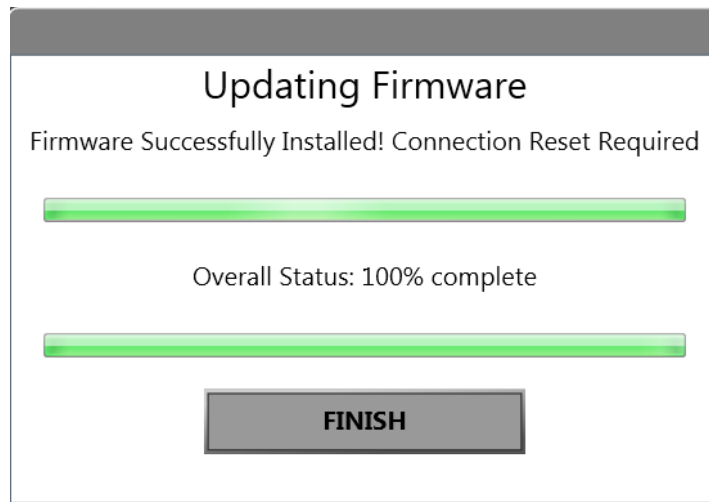 Updating Firmware
Firmware Successfully Installed! Connection Reset Required
Overall Status: 100% complete
FINISH